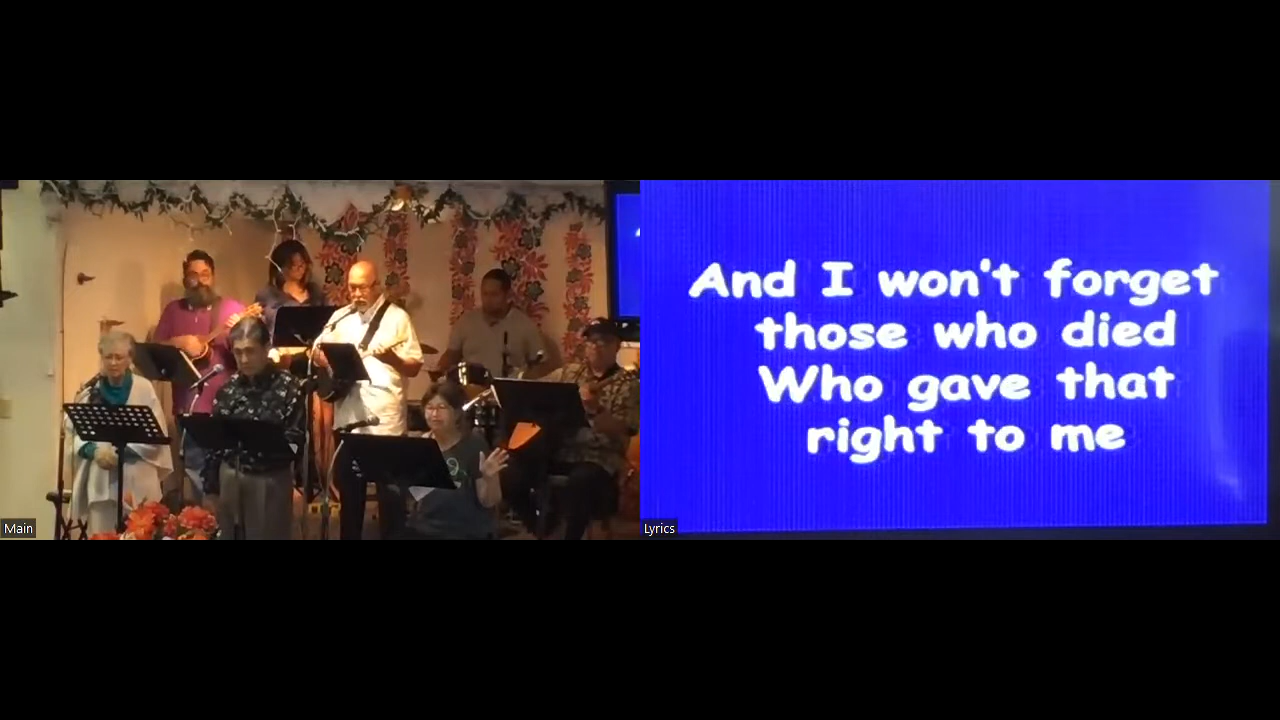 Main
And I won't forget
those who died
Who gave that
right to me
Lyrics